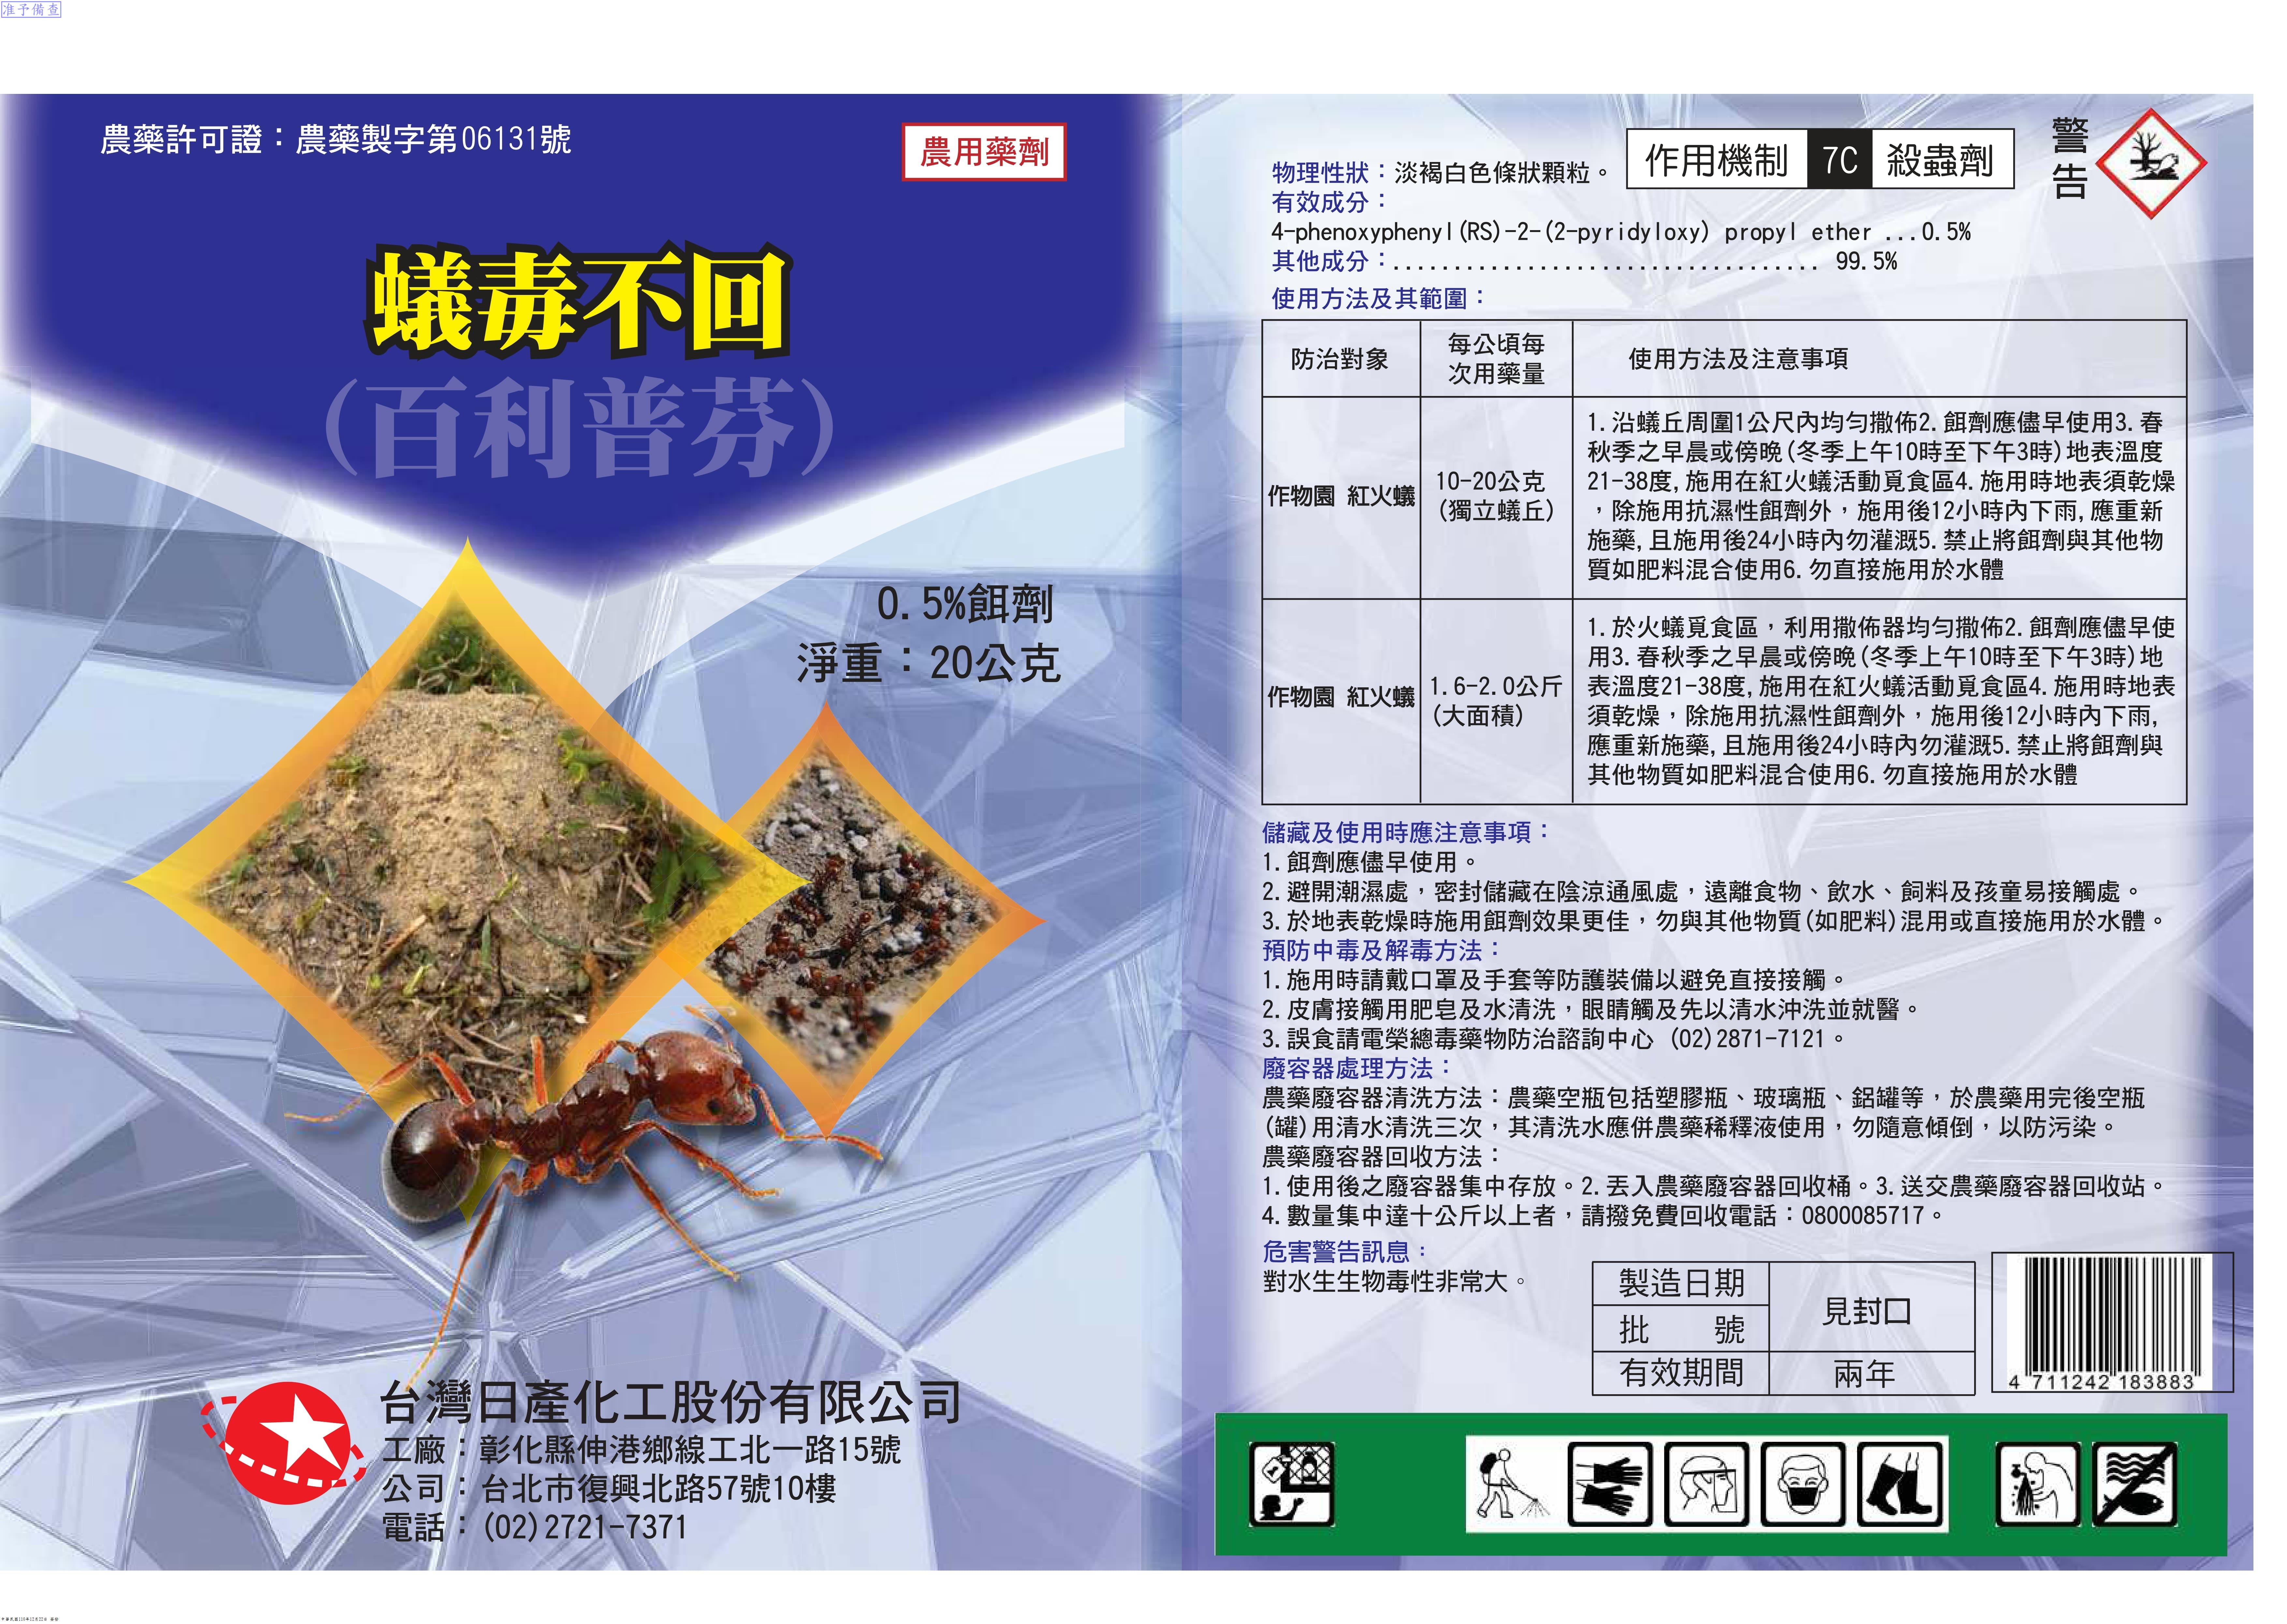 准予備查
農藥許可證：農藥製字第06131號
農用藥劑
蟻毒不回
(百利普芬)
0.5%餌劑
淨重：20公克
台灣日產化工股份有限公司
工廠：彰化縣伸港鄉線工北一路15號
公司：台北市復興北路57號10樓
電話：(02)2721-7371
作用機制 7C 殺蟲劑
警告
物理性狀：淡褐白色條狀顆粒。
有效成分：
4-phenoxyphenyl(RS)-2-(2-pyridyloxy) propyl ether ...0.5%
其他成分：................................... 99.5%
使用方法及其範圍：
防治對象
每公頃每
次用藥量
使用方法及注意事項
作物園 紅火蟻
10-20公克
(獨立蟻丘)
1.沿蟻丘周圍1公尺內均勻撒佈2.餌劑應儘早使用3.春
秋季之早晨或傍晚(冬季上午10時至下午3時)地表溫度
21-38度,施用在紅火蟻活動覓食區4.施用時地表須乾燥
，除施用抗濕性餌劑外，施用後12小時內下雨,應重新
施藥,且施用後24小時內勿灌溉5.禁止將餌劑與其他物
質如肥料混合使用6.勿直接施用於水體
作物園 紅火蟻
1.6-2.0公斤
(大面積)
1.於火蟻覓食區，利用撒佈器均勻撒佈2.餌劑應儘早使
用3.春秋季之早晨或傍晚(冬季上午10時至下午3時)地
表溫度21-38度,施用在紅火蟻活動覓食區4.施用時地表
須乾燥，除施用抗濕性餌劑外，施用後12小時內下雨,
應重新施藥,且施用後24小時內勿灌溉5.禁止將餌劑與
其他物質如肥料混合使用6.勿直接施用於水體
儲藏及使用時應注意事項：
1.餌劑應儘早使用。
2.避開潮濕處，密封儲藏在陰涼通風處，遠離食物、飲水、飼料及孩童易接觸處。
3.於地表乾燥時施用餌劑效果更佳，勿與其他物質(如肥料)混用或直接施用於水體。
預防中毒及解毒方法：
1.施用時請戴口罩及手套等防護裝備以避免直接接觸。
2.皮膚接觸用肥皂及水清洗，眼睛觸及先以清水沖洗並就醫。
3.誤食請電榮總毒藥物防治諮詢中心 (02)2871-7121。
廢容器處理方法：
農藥廢容器清洗方法：農藥空瓶包括塑膠瓶、玻璃瓶、鋁罐等，於農藥用完後空瓶
(罐)用清水清洗三次，其清洗水應併農藥稀釋液使用，勿隨意傾倒，以防污染。
農藥廢容器回收方法：
1.使用後之廢容器集中存放。2.丟入農藥廢容器回收桶。3.送交農藥廢容器回收站。
4.數量集中達十公斤以上者，請撥免費回收電話：0800085717。
危害警告訊息：
對水生生物毒性非常大。
製造日期
批 號
見封口
有效期間
兩年
4 711242 183883